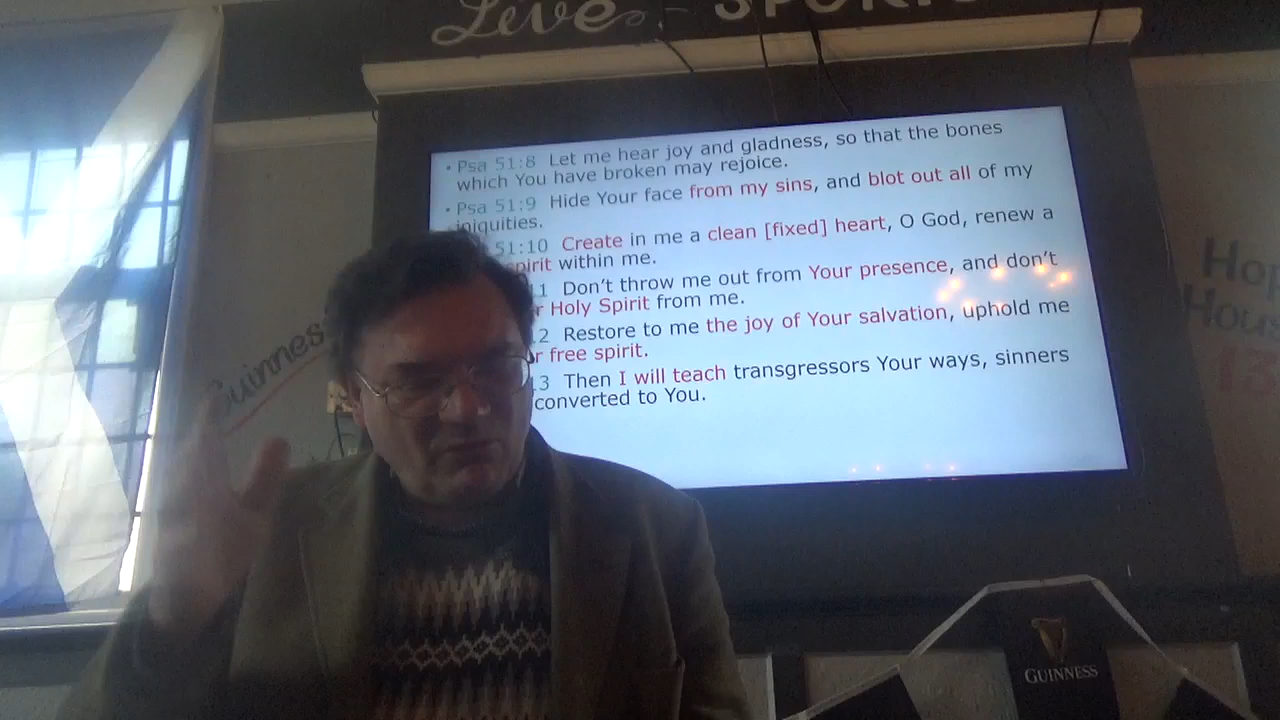 Live - SPORT
• Psa 51:8 Let me hear joy and gladness, so that the bones
which You have broken may rejoice.
• Psa 51:9 Hide Your face from my sins, and blot out all of my
iniquities.
51:10 Create in me a clean [fixed] heart, O God, renew a
spirit within me.
11 Don't throw me out from Your presence, and don't
r Holy Spirit from me.
12 Restore to me the joy of Your salvation, uphold me
r free spirit.
13 Then I will teach transgressors Your ways, sinners
converted to You.
Guinness
Hop
House
13
GUINNESS